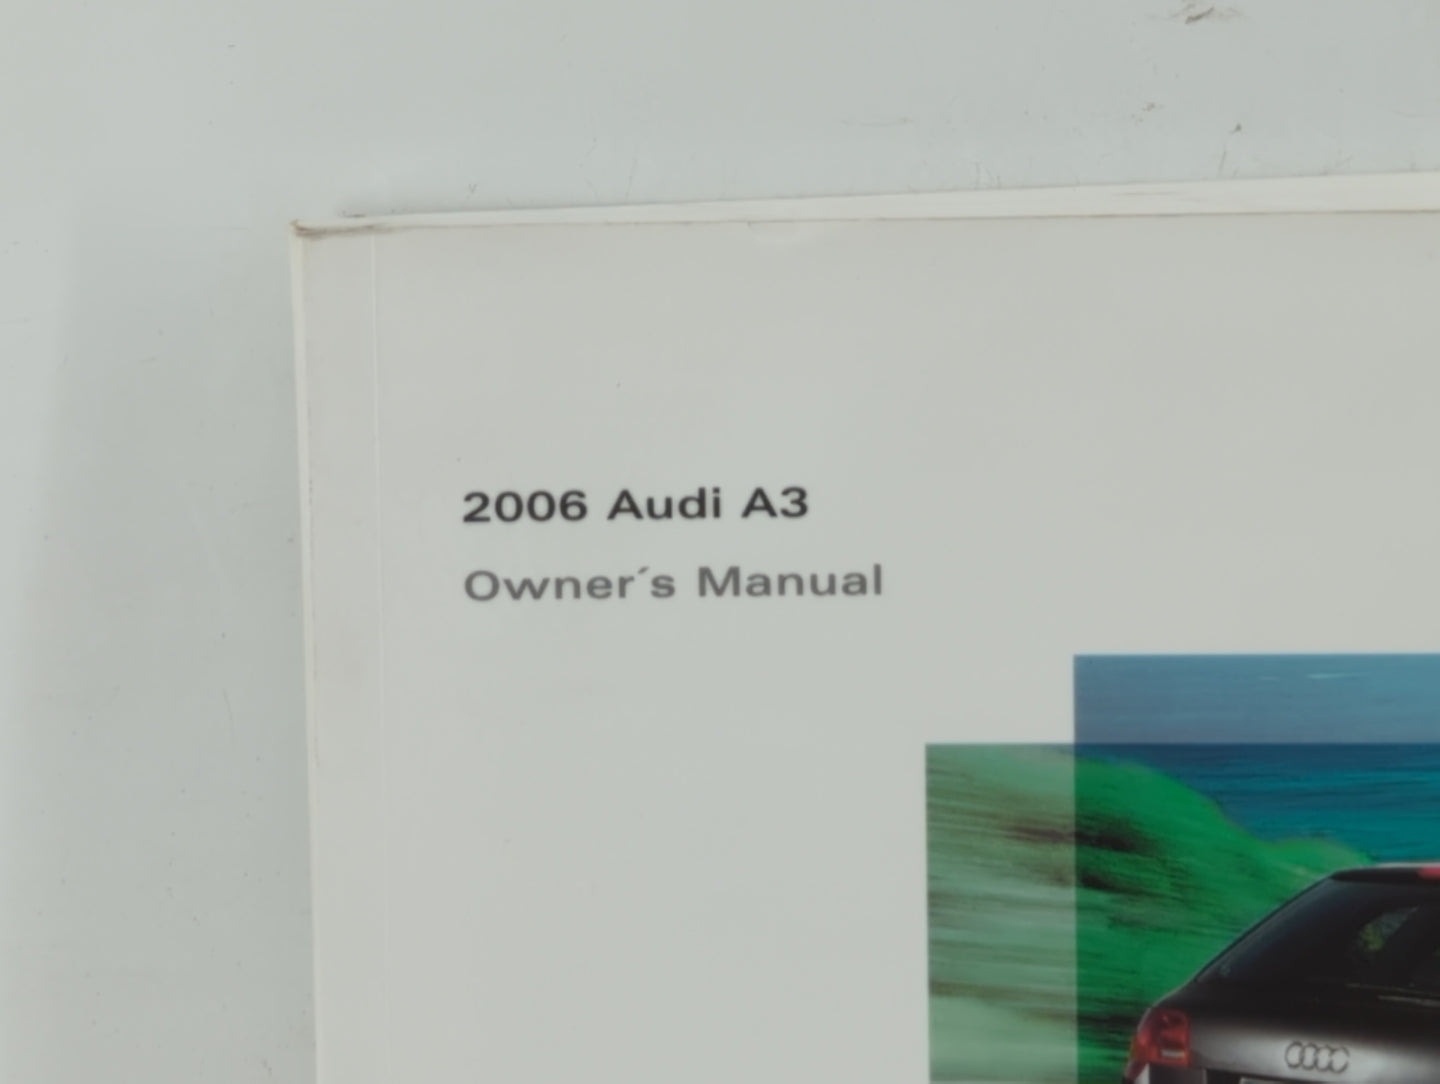 2006 Audi A3
Owner´s Manual